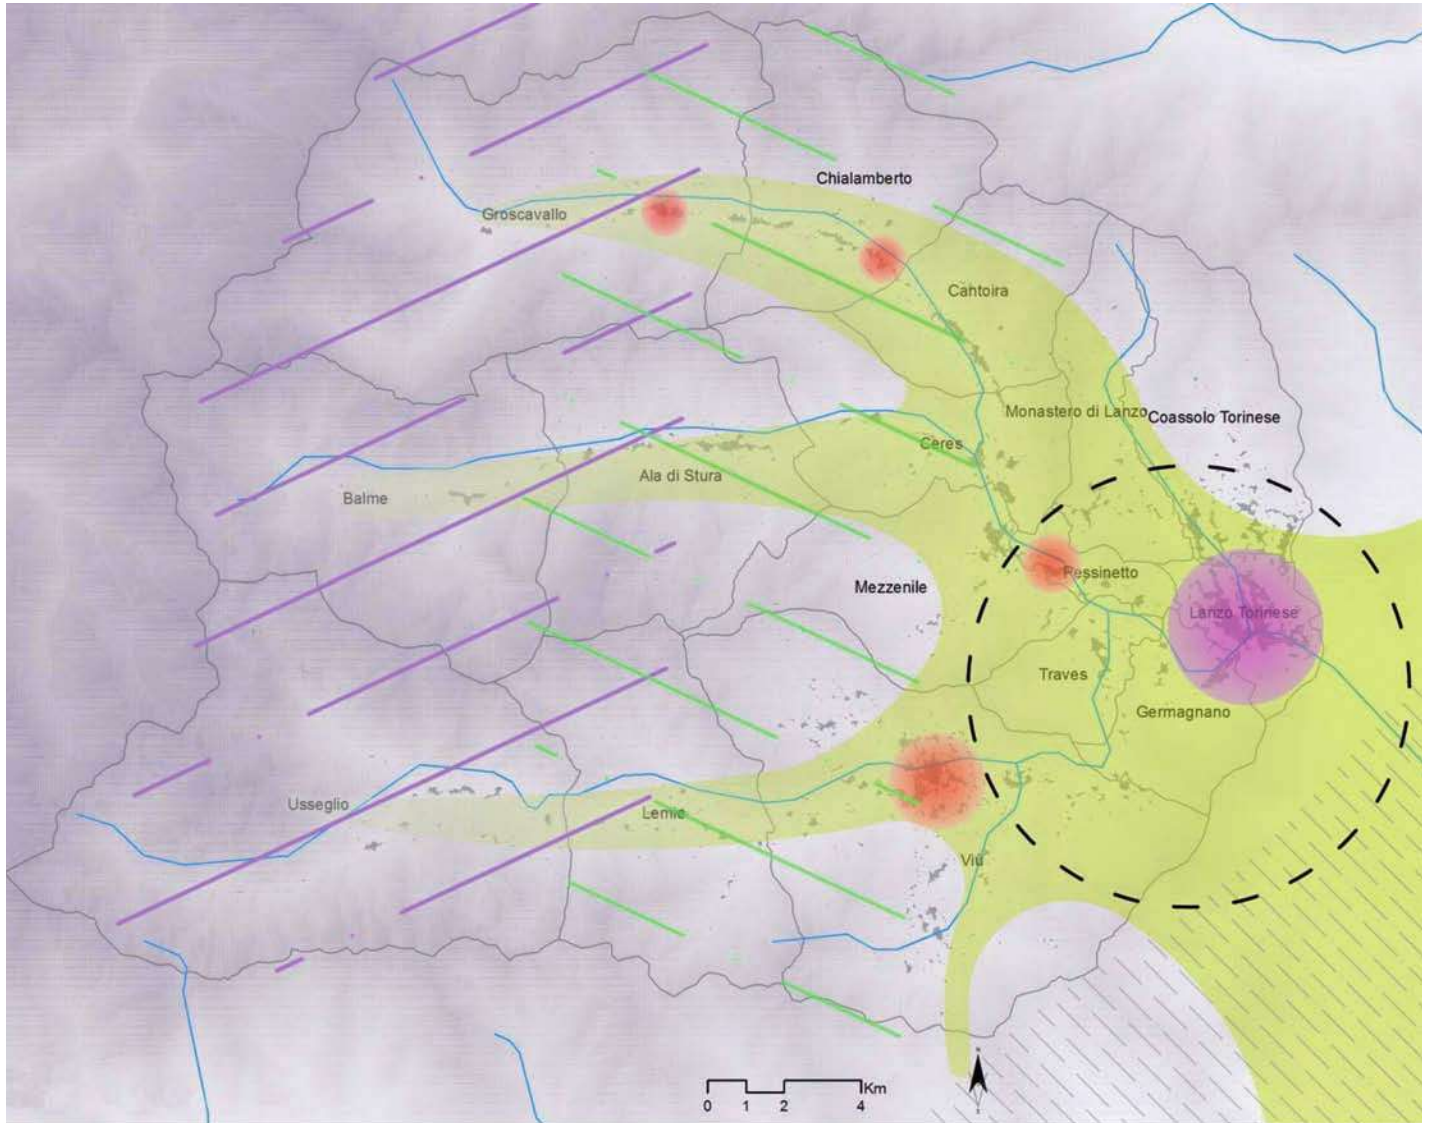 Chialamberto
Groscavallo
Cantoira
Monastero di Lanzo
Coassolo Torinese
Ceres
Ala di Stura
Balme
Pessinetto
Mezzenile
Lanzo Torinese
Traves
Germagnano
Usseglio
Lemie
Viù
Km
0 1 2 4